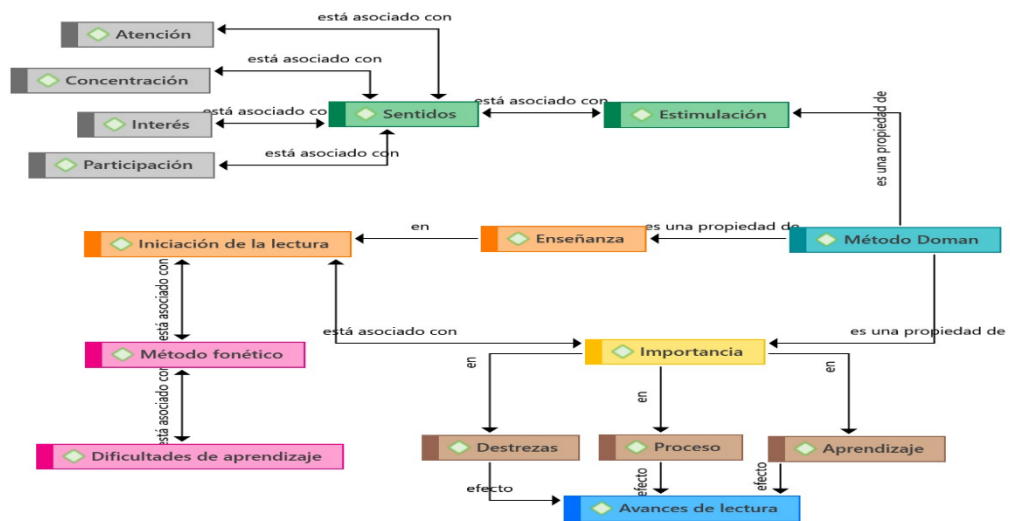 está asociado con
Atención
está asociado con
Concentración
está asociado co
Interés
está asociado con
Sentidos
Estimulación
es una propiedad de
está asociado con
Participación
en
es una propiedad de
Iniciación de la lectura
Enseñanza
Método Doman
está asociado con
está asociado con
es una propiedad de
Método fonético
Importancia
está asociado con
en
en
en
Dificultades de aprendizaje
Destrezas
Proceso
Aprendizaje
efecto
efecto
efecto
Avances de lectura